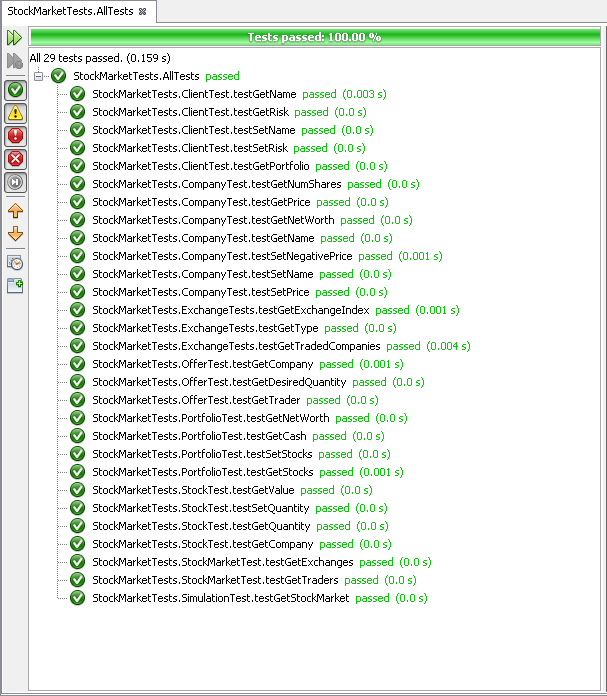 StockMarketTests.AllTests
Tests passed: 100.00 %
All 29 tests passed. (0.159 s)
StockMarketTests.AllTests passed
StockMarketTests.ClientTest.testGetName passed (0.003 s)
StockMarketTests.ClientTest.testGetRisk passed (0.0 s)
StockMarketTests.ClientTest.testSetName passed (0.0 s)
StockMarketTests.ClientTest.testSetRisk passed (0.0 s)
StockMarketTests.ClientTest.testGetPortfolio passed (0.0 s)
StockMarketTests.CompanyTest.testGetNumShares passed (0.0 s)
StockMarketTests.CompanyTest.testGetPrice passed (0.0 s)
StockMarketTests.CompanyTest.testGetNetWorth passed (0.0 s)
StockMarketTests.CompanyTest.testGetName passed (0.0 s)
StockMarketTests.CompanyTest.testSetNegativePrice passed (0.001 s)
StockMarketTests.CompanyTest.testSetName passed (0.0 s)
StockMarketTests.CompanyTest.testSetPrice passed (0.0 s)
StockMarketTests.ExchangeTests.testGetExchangeIndex passed (0.001 s)
StockMarketTests.ExchangeTests.testGetType passed (0.0 s)
StockMarketTests.ExchangeTests.testGetTradedCompanies passed (0.004 s)
StockMarketTests.OfferTest.testGetCompany passed (0.001 s)
StockMarketTests.OfferTest.testGetDesiredQuantity passed (0.0 s)
StockMarketTests.OfferTest.testGetTrader passed (0.0 s)
StockMarketTests.PortfolioTest.testGetNetWorth passed (0.0 s)
StockMarketTests.PortfolioTest.testGetCash passed (0.0 s)
StockMarketTests.PortfolioTest.testSetStocks passed (0.0 s)
StockMarketTests.PortfolioTest.testGetStocks passed (0.001 s)
StockMarketTests.StockTest.testGetValue passed (0.0 s)
StockMarketTests.StockTest.testSetQuantity passed (0.0 s)
StockMarketTests.StockTest.testGetQuantity passed (0.0 s)
StockMarketTests.StockTest.testGetCompany passed (0.0 s)
StockMarketTests.StockMarketTest.testGetExchanges passed (0.0 s)
StockMarketTests.StockMarketTest.testGetTraders passed (0.0 s)
StockMarketTests.SimulationTest.testGetStockMarket passed (0.0 s)